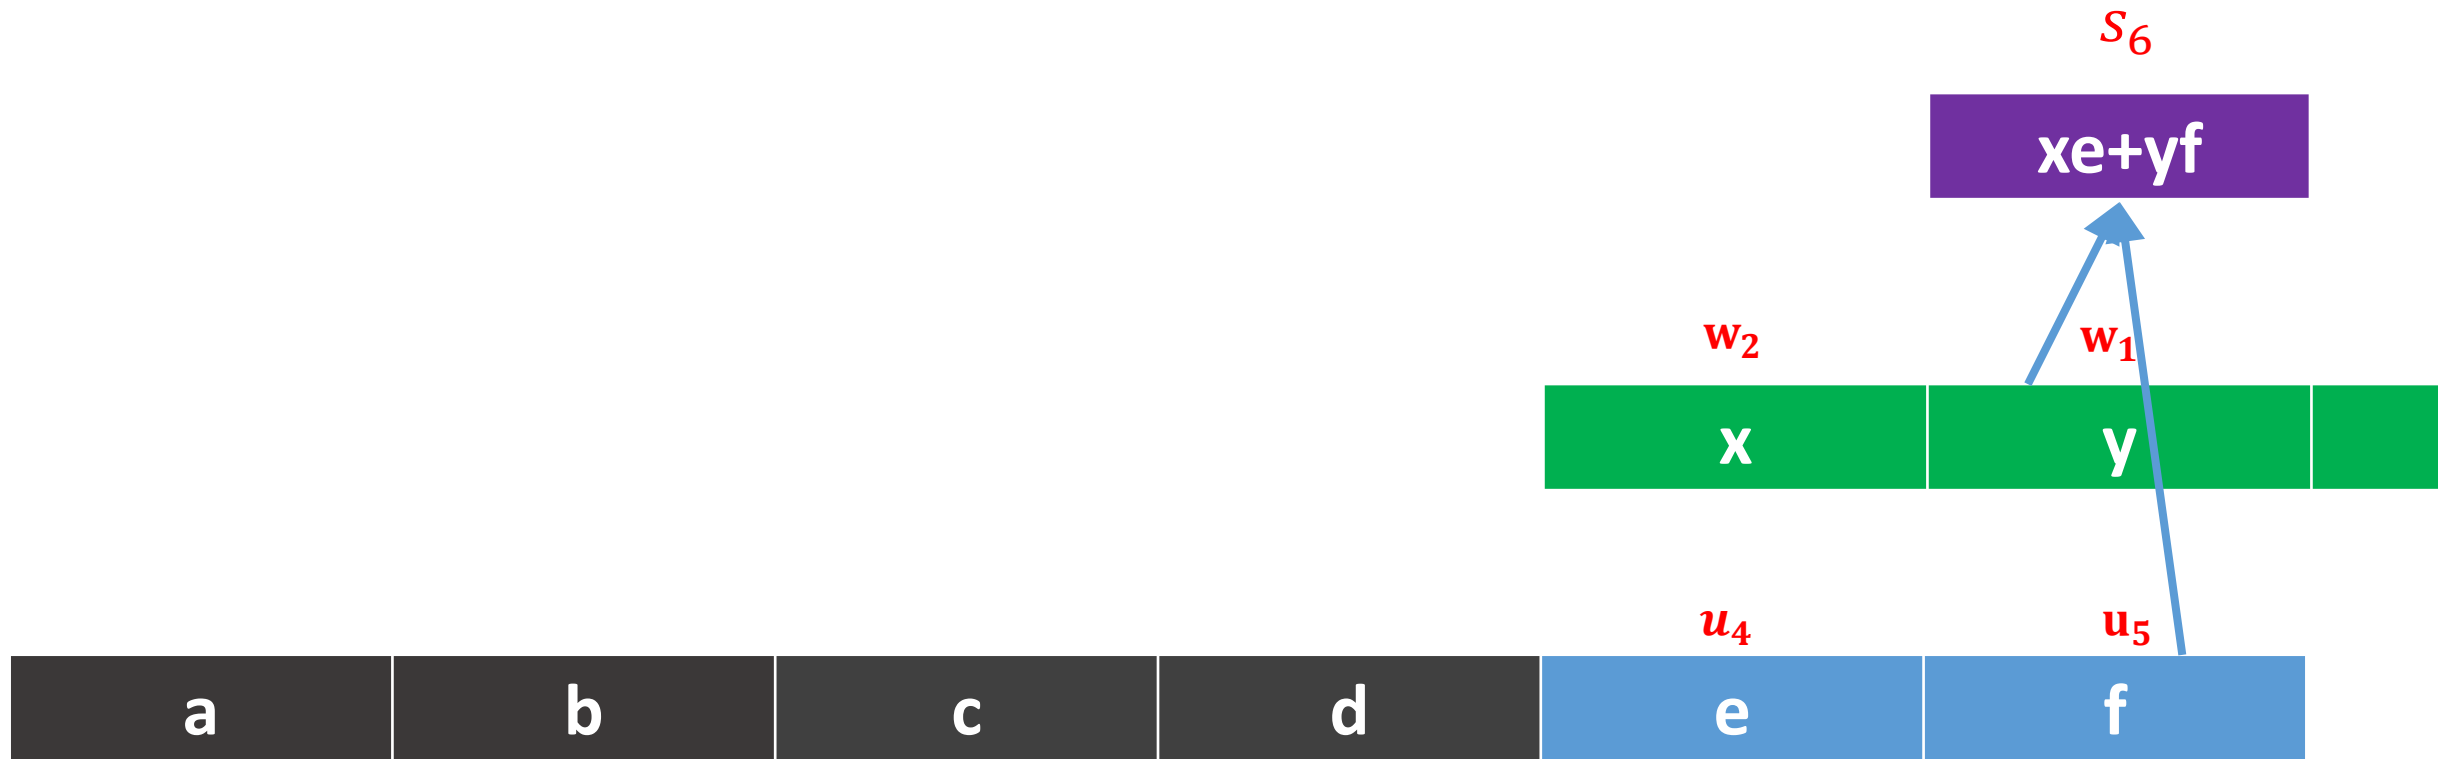 s₆
xe+yf
w₂ w₁
x y
u₄ u₅
a b c d e f